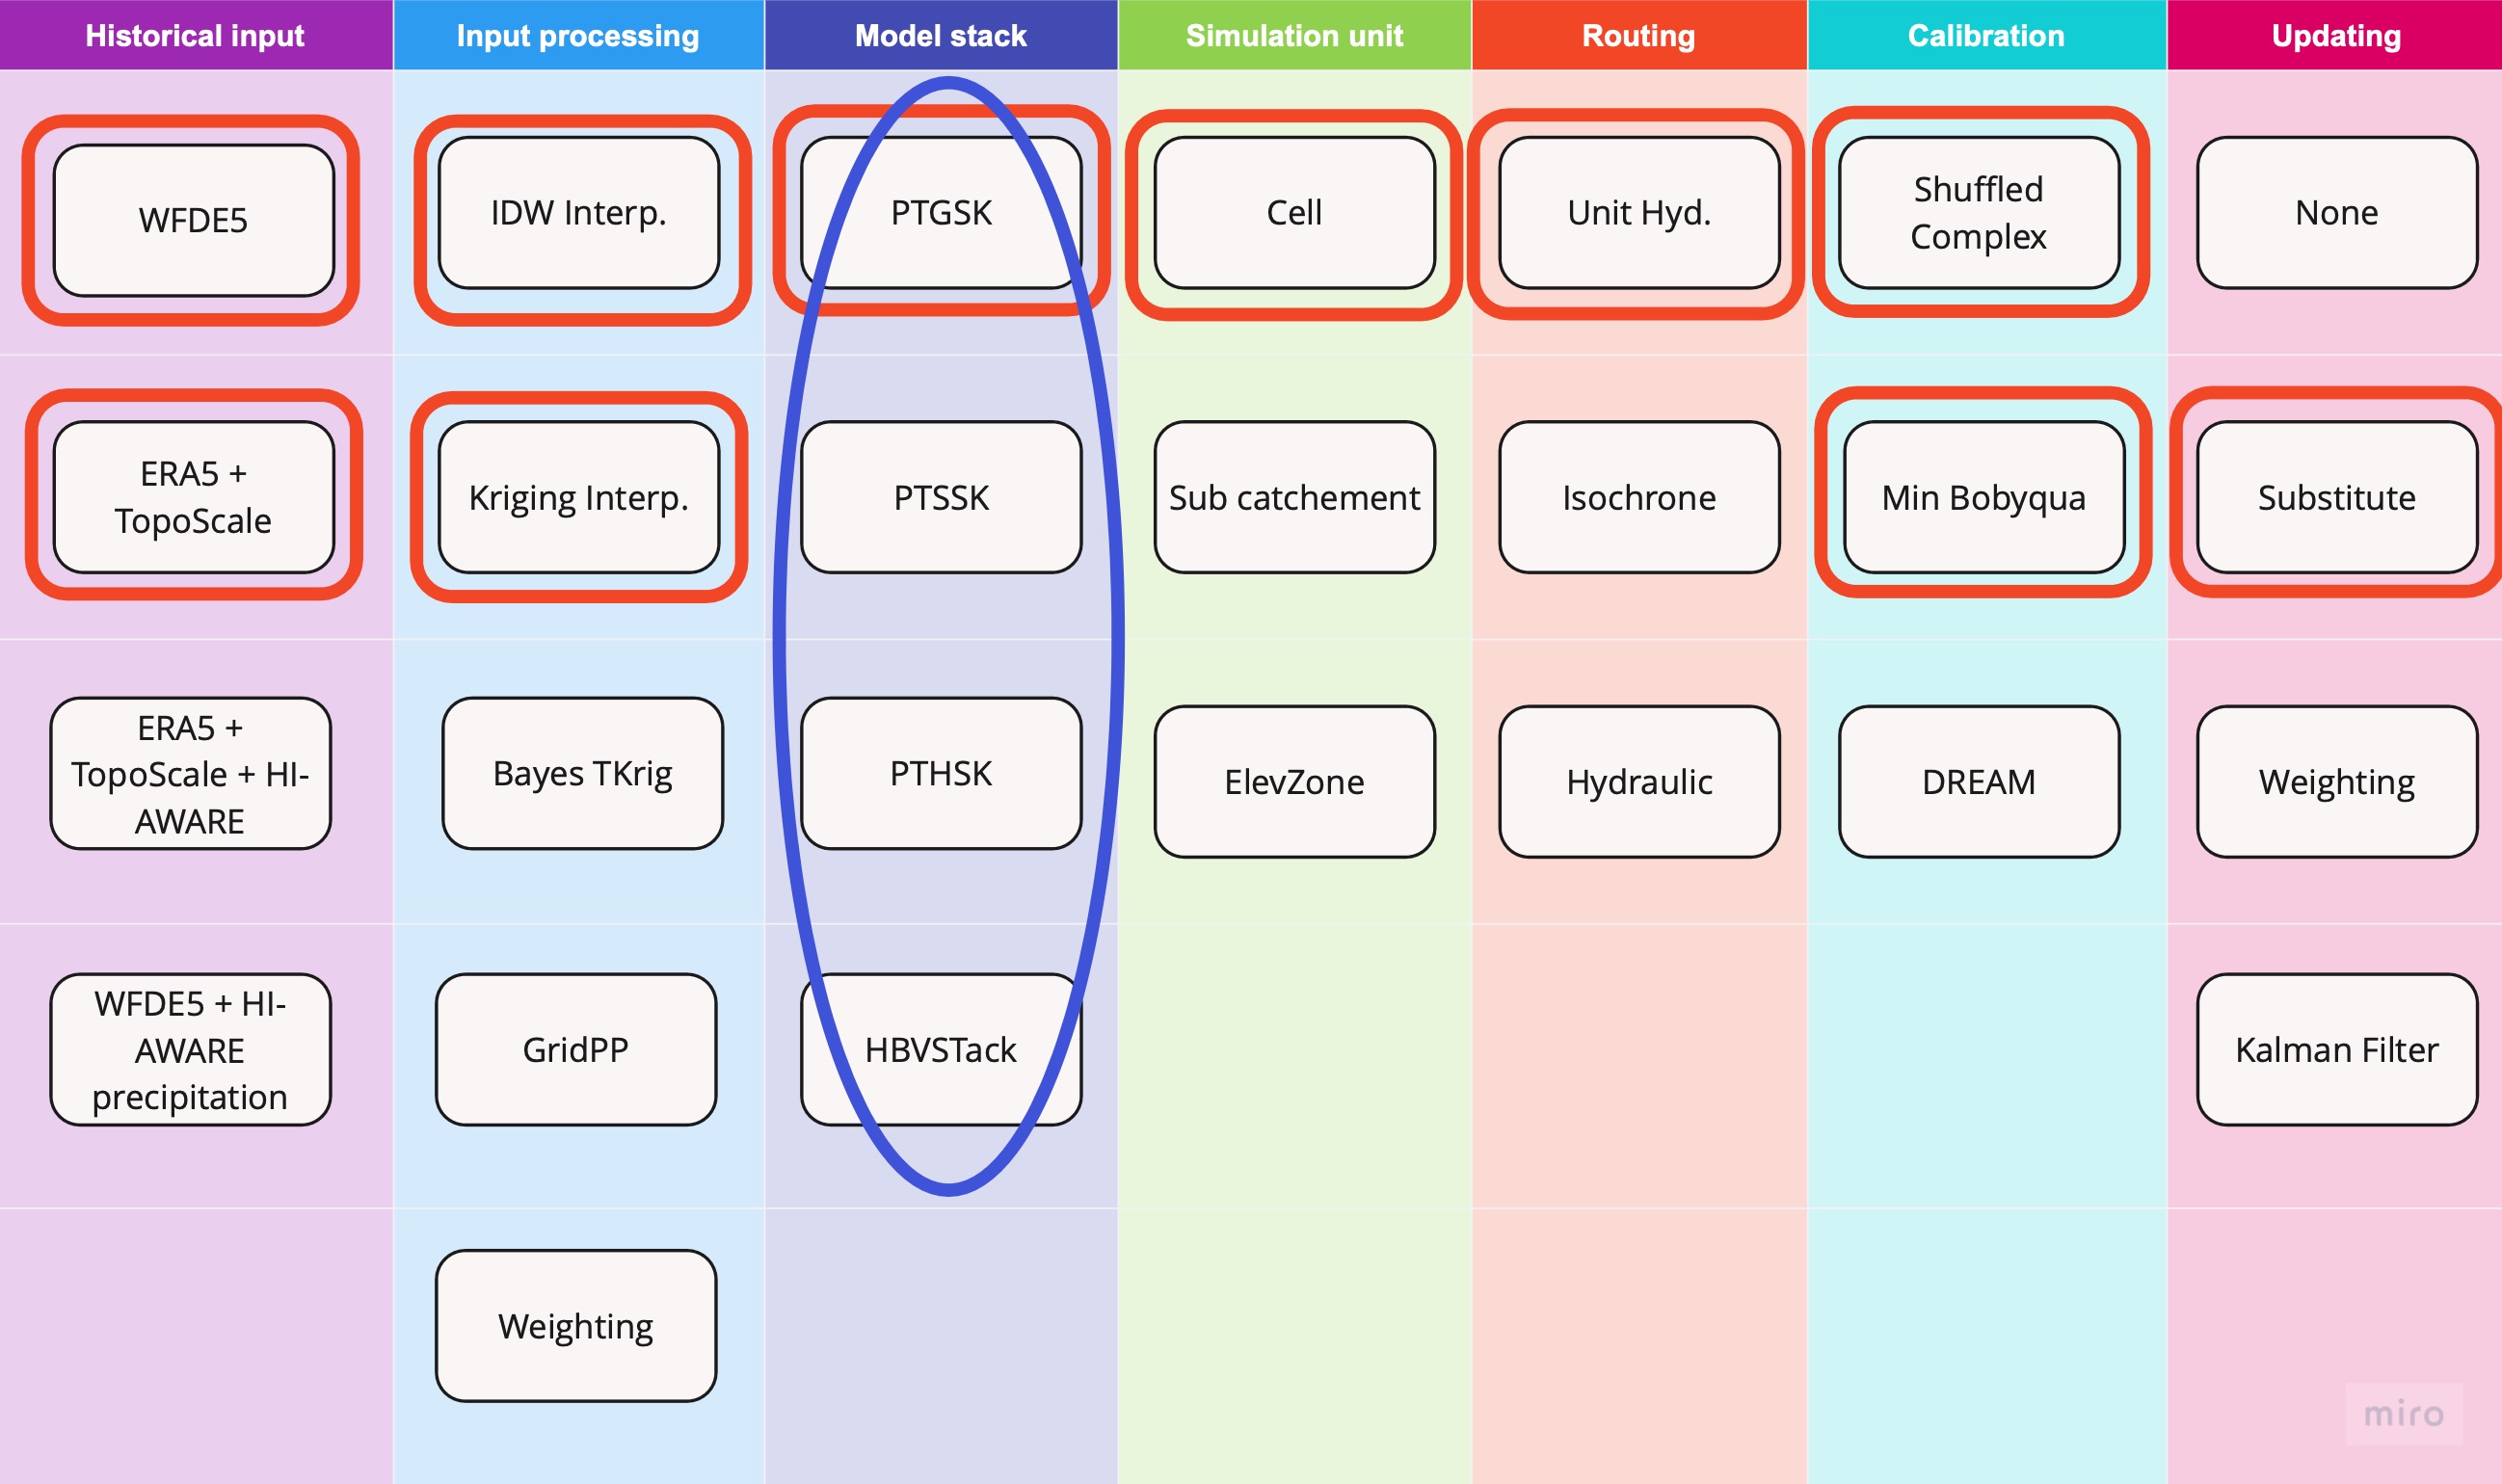 Historical input
Input processing
Model stack
Simulation unit
Routing
Calibration
Updating
WFDE5
IDW Interp.
PTGSK
Cell
Unit Hyd.
Shuffled
Complex
None
ERA5 +
TopoScale
Kriging Interp.
PTSSK
Sub catchement
Isochrone
Min Bobyqua
Substitute
ERA5 +
TopoScale + HI-
AWARE
Bayes TKrig
PTHSK
ElevZone
Hydraulic
DREAM
Weighting
WFDE5 + HI-
AWARE
precipitation
GridPP
HBVSTack
Kalman Filter
Weighting
miro